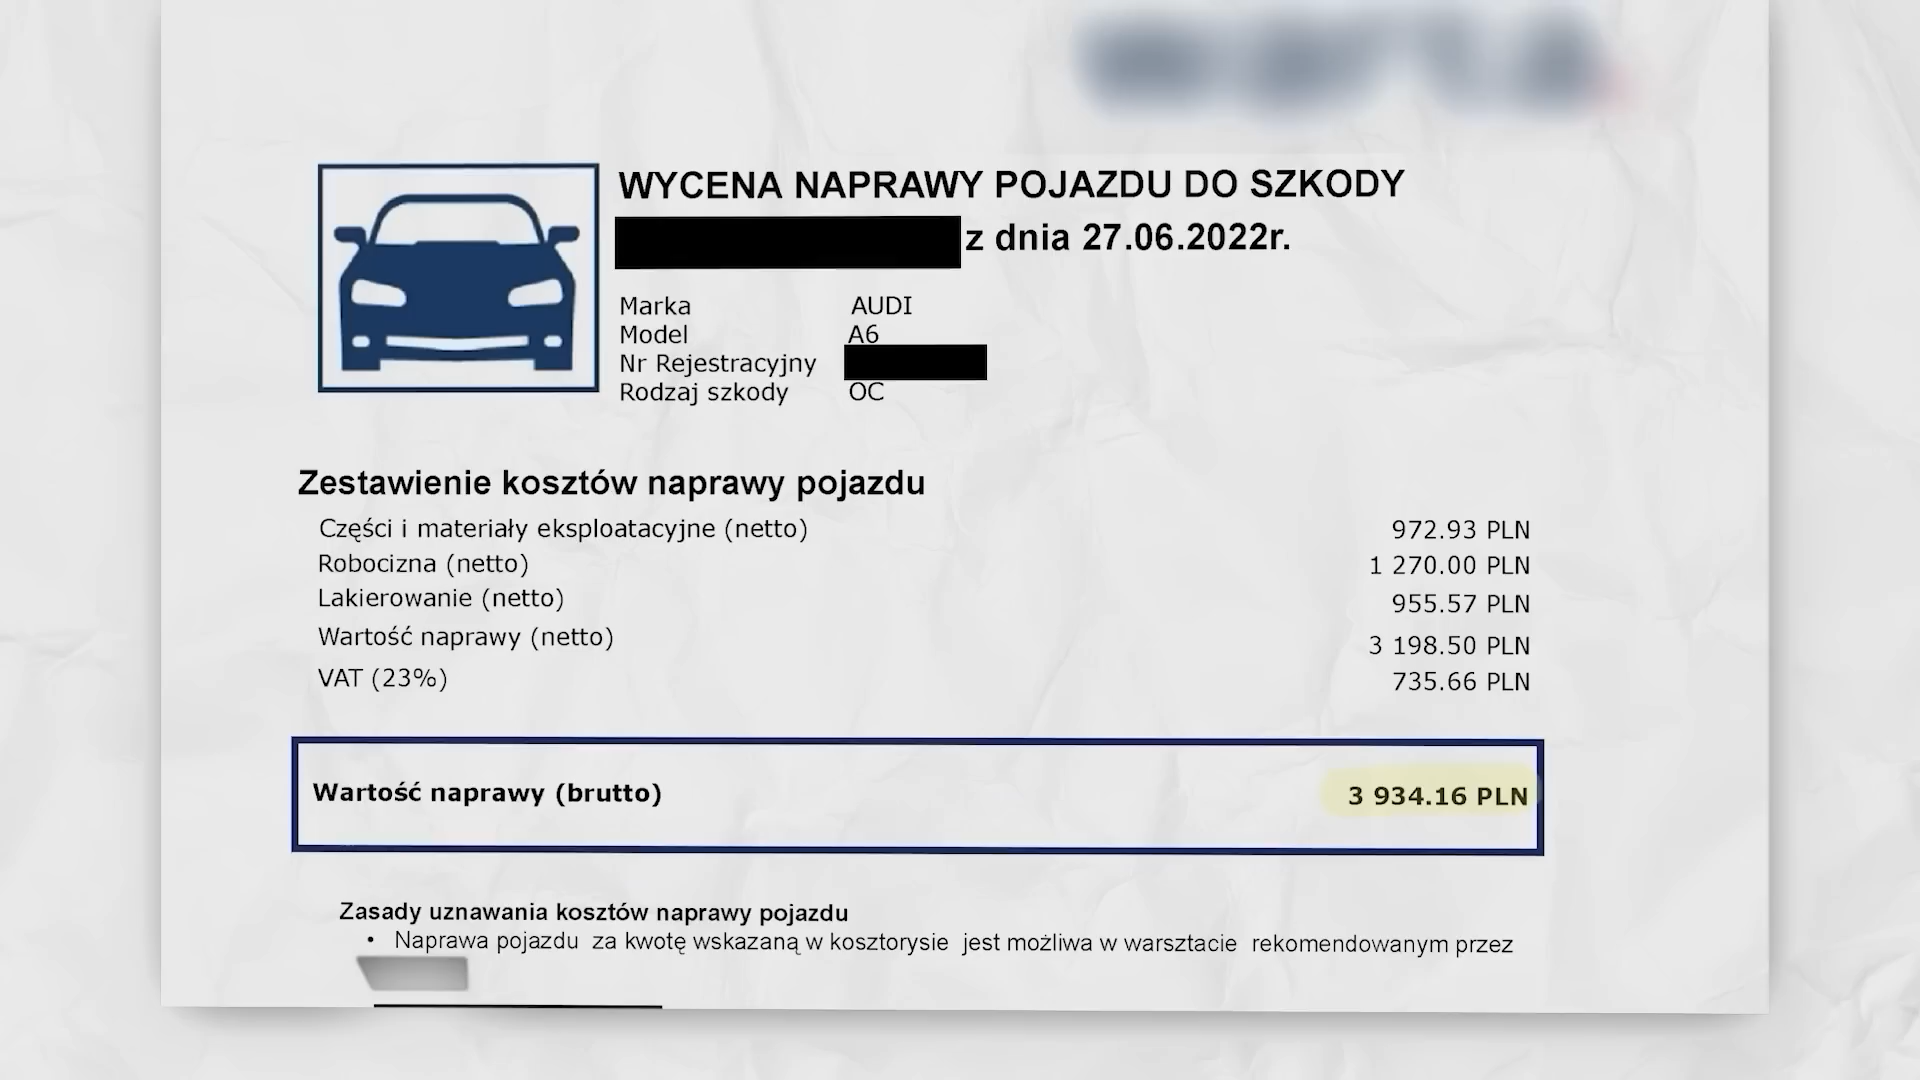 WYCENA NAPRAWY POJAZDU DO SZKODY
z dnia 27.06.2022r.
Marka AUDI
Model A6
Nr Rejestracyjny
Rodzaj szkody OC
Zestawienie kosztów naprawy pojazdu
Części i materiały eksploatacyjne (netto) 972.93 PLN
Robocizna (netto) 1 270.00 PLN
Lakierowanie (netto) 955.57 PLN
Wartość naprawy (netto) 3 198.50 PLN
VAT (23%) 735.66 PLN
Wartość naprawy (brutto) 3 934.16 PLN
Zasady uznawania kosztów naprawy pojazdu
• Naprawa pojazdu za kwotę wskazaną w kosztorysie jest możliwa w warsztacie rekomendowanym przez